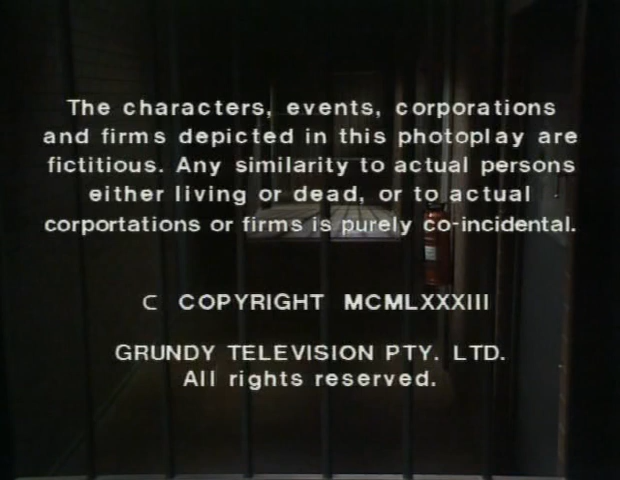 The characters, events, corporations
and firms depicted in this photoplay are
fictitious. Any similarity to actual persons
either living or dead, or to actual
corportations or firms is purely co-incidental.
C COPYRIGHT MCMLXXXIII
GRUNDY TELEVISION PTY. LTD.
All rights reserved.